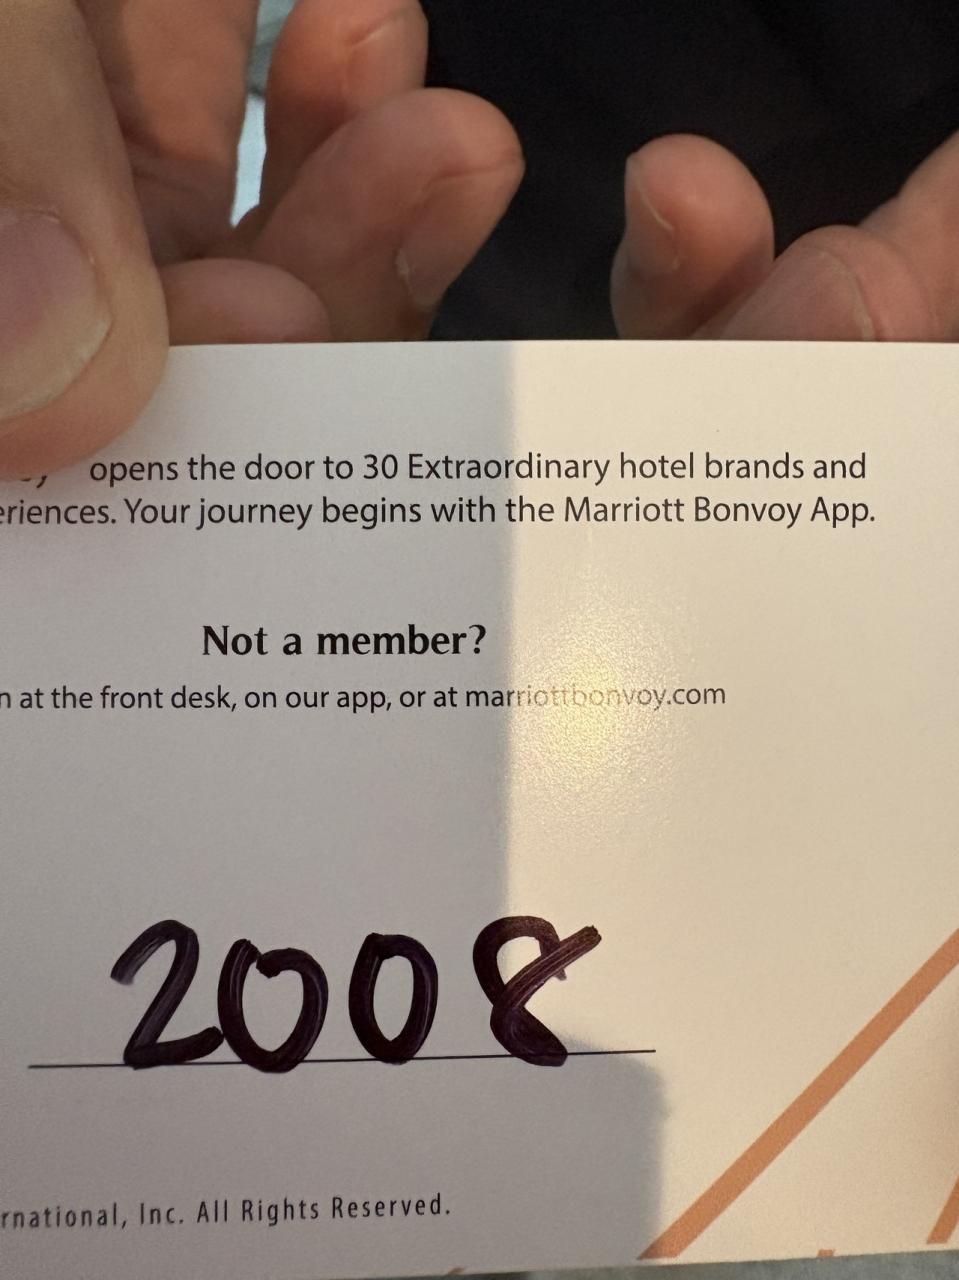 opens the door to 30 Extraordinary hotel brands and
eriences. Your journey begins with the Marriott Bonvoy App.
Not a member?
n at the front desk, on our app, or at marriottbonvoy.com
2008
rnational, Inc. All Rights Reserved.